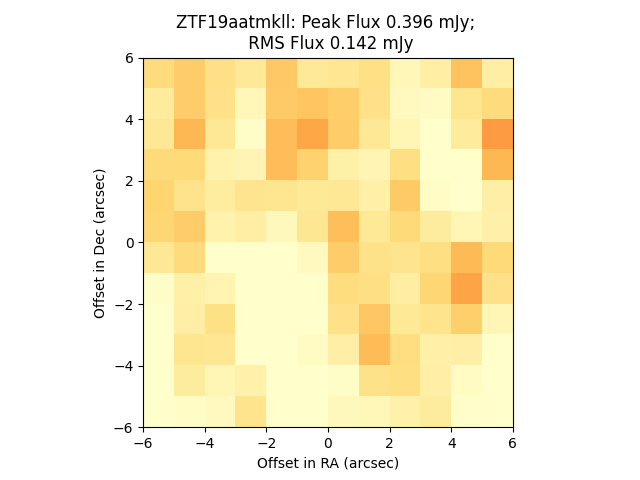 ZTF19aatmkll: Peak Flux 0.396 mJy;
RMS Flux 0.142 mJy
6
4
2
0
−2
−4
−6
Offset in Dec (arcsec)
−6 −4 −2 0 2 4 6
Offset in RA (arcsec)